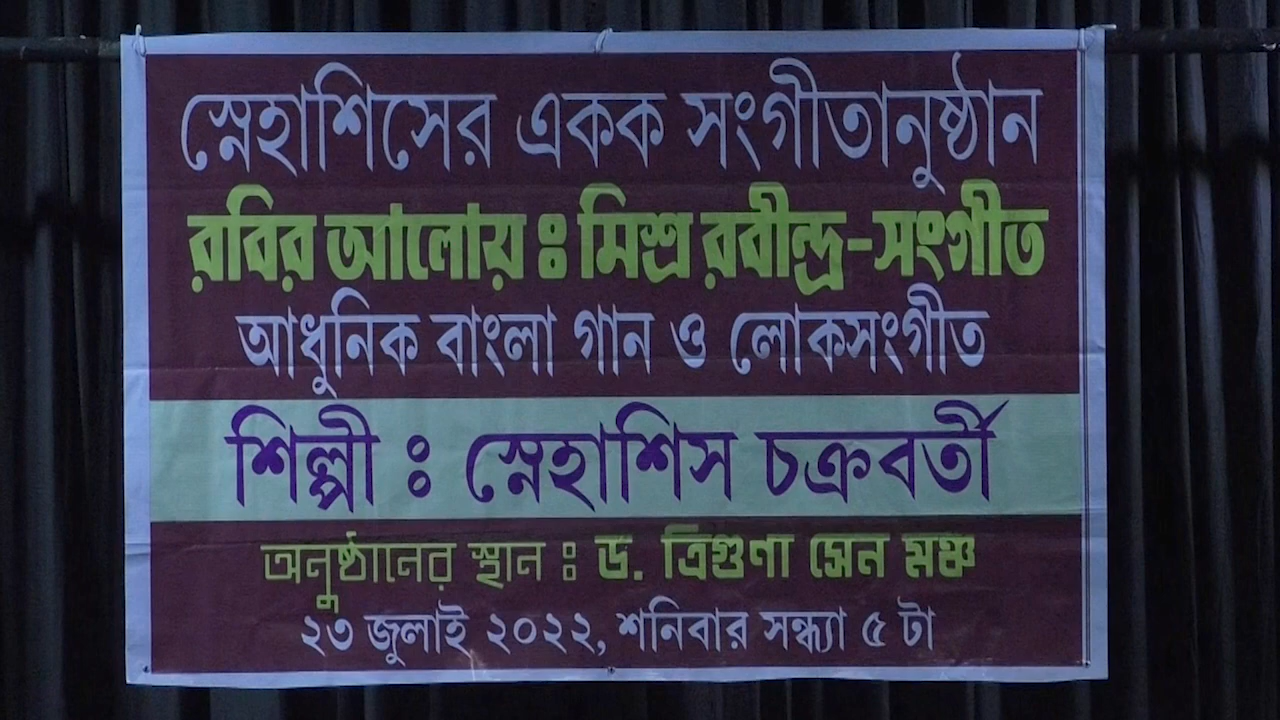 স্নেহাশিসের একক সংগীতানুষ্ঠান
রবির আলোয় ঃ মিশ্র রবীন্দ্র-সংগীত
আধুনিক বাংলা গান ও লোকসংগীত
শিল্পী ঃ স্নেহাশিস চক্রবর্তী
অনুষ্ঠানের স্থান ঃ ড. ত্রিগুণা সেন মঞ্চ
২৩ জুলাই ২০২২, শনিবার সন্ধ্যা ৫ টা